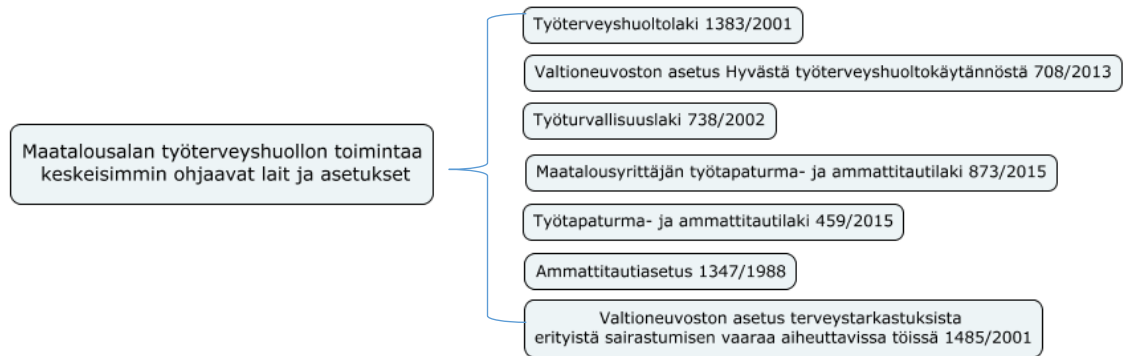 Maatalousalan työterveyshuollon toimintaa
keskeisimmin ohjaavat lait ja asetukset
Työterveyshuoltolaki 1383/2001
Valtioneuvoston asetus Hyvästä työterveyshuoltokäytännöstä 708/2013
Työturvallisuuslaki 738/2002
Maatalousyrittäjän työtapaturma- ja ammattitautilaki 873/2015
Työtapaturma- ja ammattitautilaki 459/2015
Ammattitautiasetus 1347/1988
Valtioneuvoston asetus terveystarkastuksista
erityistä sairastumisen vaaraa aiheuttavissa töissä 1485/2001